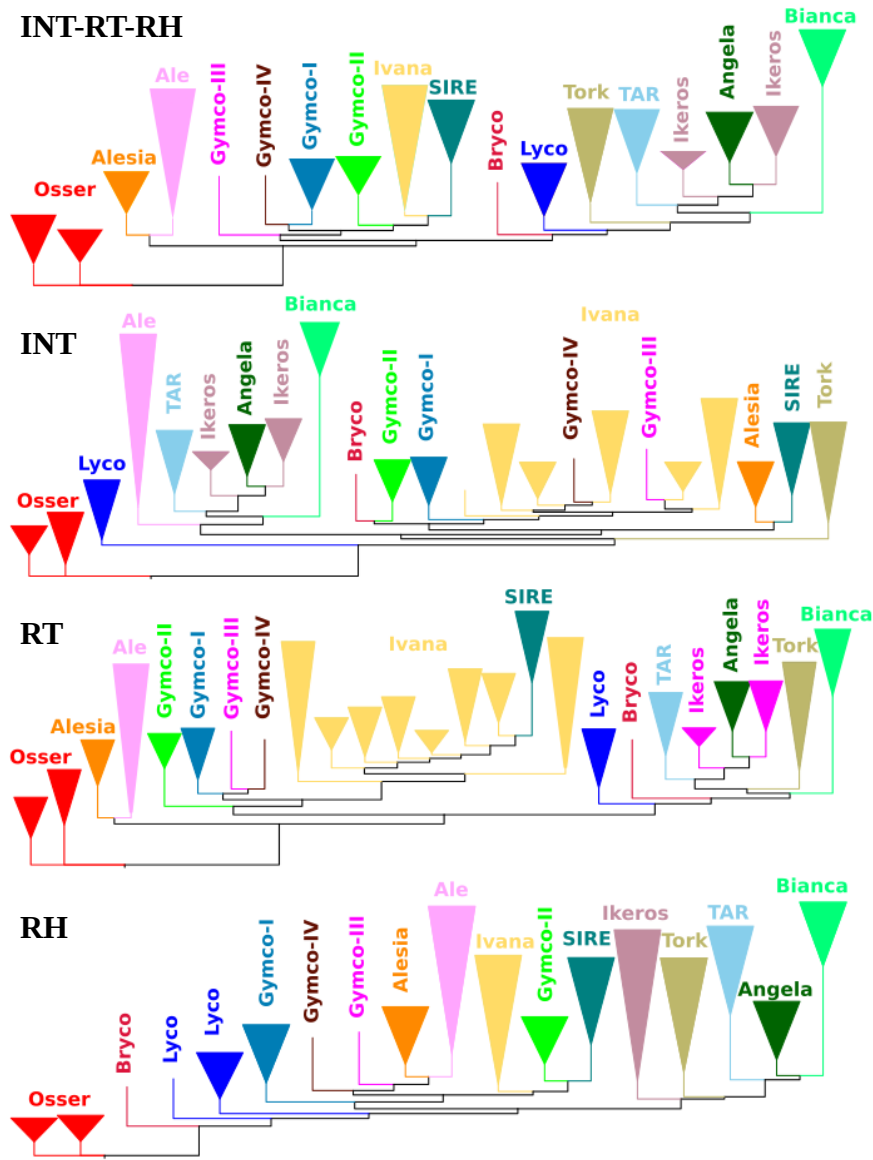 INT-RT-RH
Osser
Alesia
Ale
Gymco-III
Gymco-IV
Gymco-I
Gymco-II
Ivana
SIRE
Bryco
Lyco
Tork
TAR
Ikeros
Angela
Ikeros
Bianca
INT
Osser
Lyco
Ale
TAR
Ikeros
Angela
Ikeros
Bianca
Bryco
Gymco-II
Gymco-I
Ivana
Gymco-IV
Gymco-III
Alesia
SIRE
Tork
RT
Osser
Alesia
Ale
Gymco-II
Gymco-I
Gymco-III
Gymco-IV
Ivana
SIRE
Lyco
Bryco
TAR
Ikeros
Angela
Ikeros
Tork
Bianca
RH
Osser
Bryco
Lyco
Lyco
Gymco-I
Gymco-IV
Gymco-III
Alesia
Ale
Ivana
Gymco-II
SIRE
Ikeros
Tork
TAR
Angela
Bianca